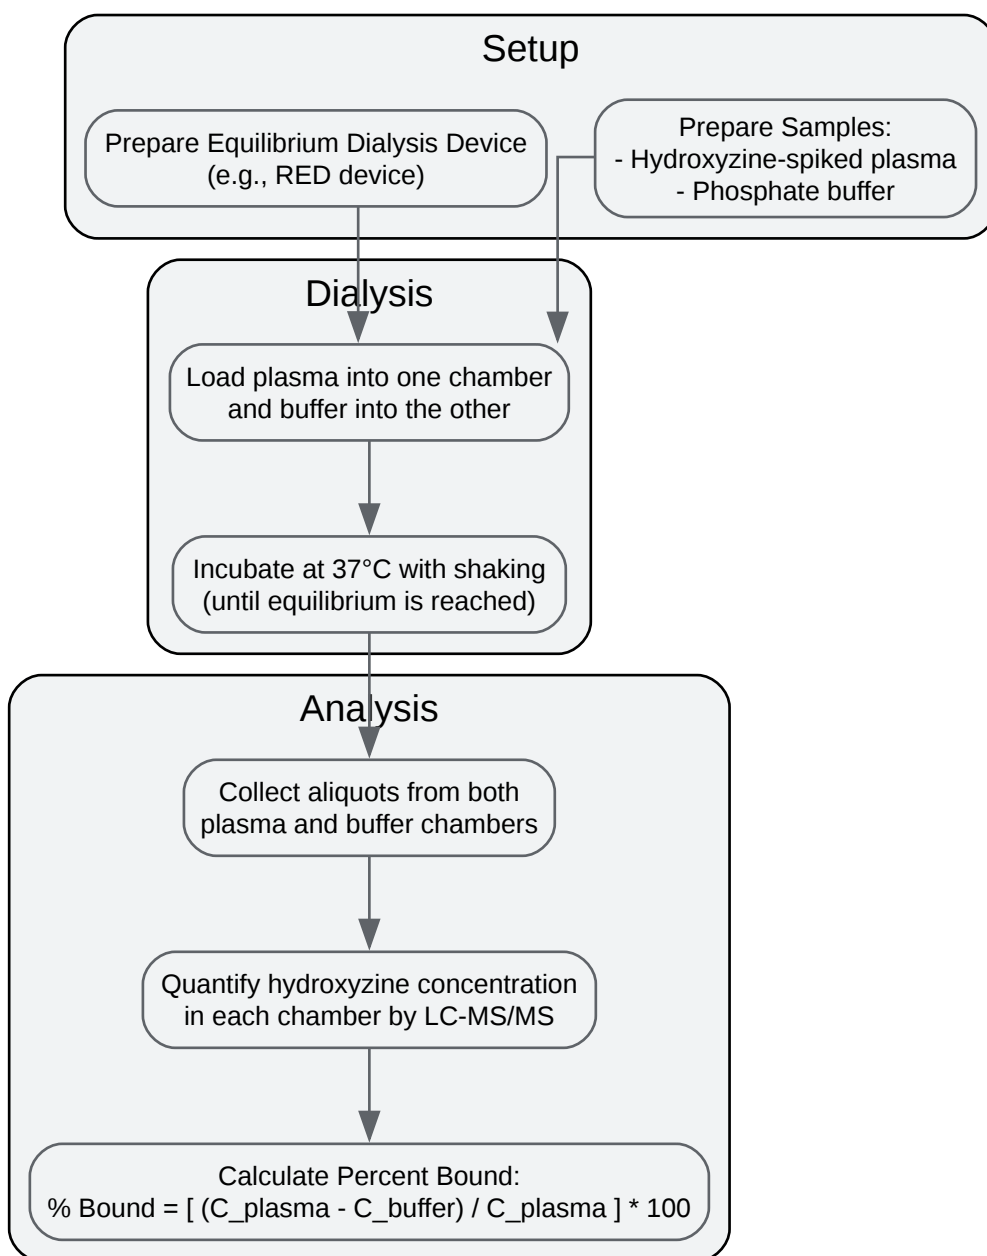 Setup
Prepare Equilibrium Dialysis Device
(e.g., RED device)
Prepare Samples:
- Hydroxyzine-spiked plasma
- Phosphate buffer
Dialysis
Load plasma into one chamber
and buffer into the other
Incubate at 37°C with shaking
(until equilibrium is reached)
Analysis
Collect aliquots from both
plasma and buffer chambers
Quantify hydroxyzine concentration
in each chamber by LC-MS/MS
Calculate Percent Bound:
% Bound = [ (C_plasma - C_buffer) / C_plasma ] * 100